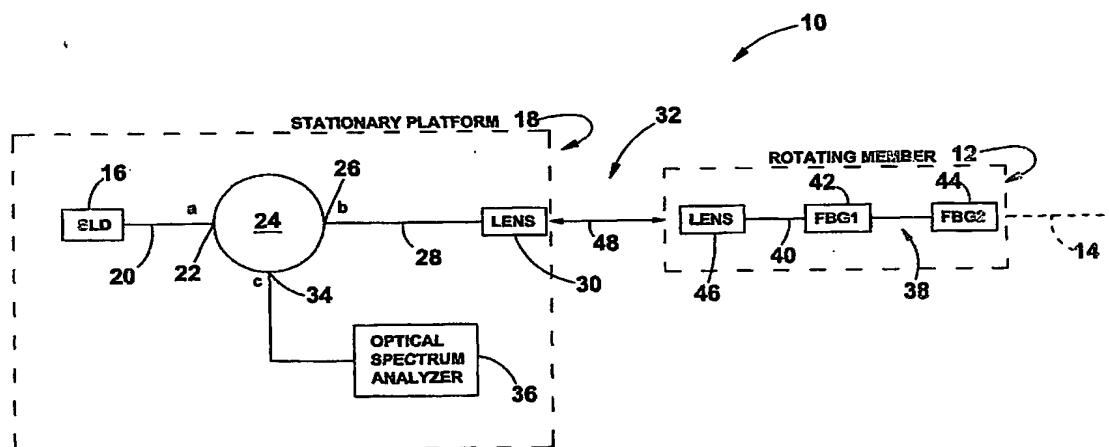 10
STATIONARY PLATFORM 18
32
ROTATING MEMBER 12
16
26
42
44
SLD
a
24
b
LENS
48
LENS
FBG1
FBG2
20
22
28
30
46
40
38
14
c
34
OPTICAL
SPECTRUM
ANALYZER
36